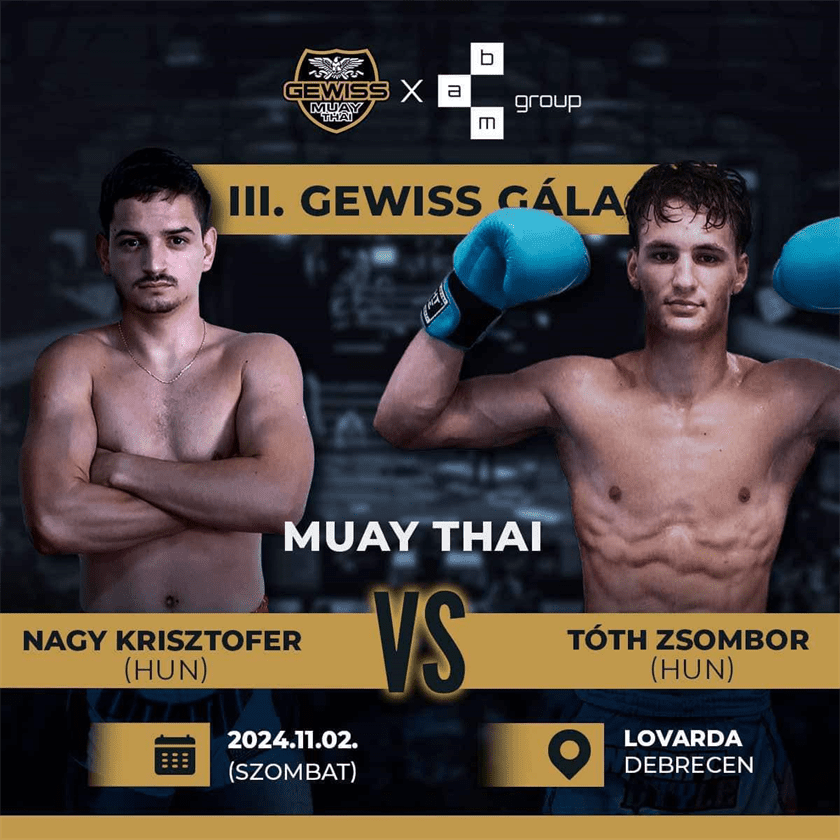 GEWISS
MUAY
THAI
X
b
a
m
group
III. GEWISS GÁLA
MUAY THAI
NAGY KRISZTOFER
(HUN)
VS
TÓTH ZSOMBOR
(HUN)
2024.11.02.
(SZOMBAT)
LOVARDA
DEBRECEN